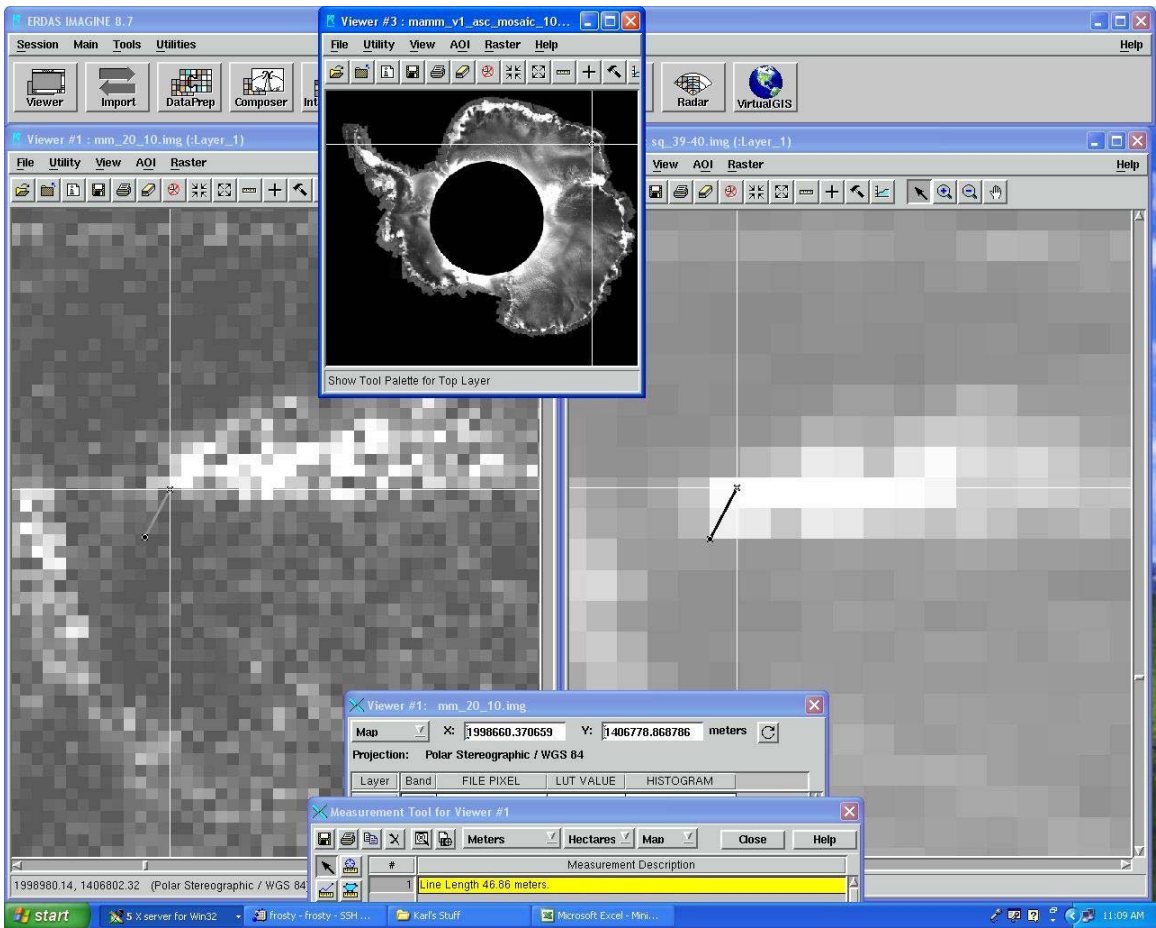 ERDAS IMAGINE 8.7
Session Main Tools Utilities Help
Viewer Import DataPrep Composer Radar VirtualGIS
Viewer #3 : mamm_v1_asc_mosaic_10...
File Utility View AOI Raster Help
Show Tool Palette for Top Layer
Viewer #1 : mm_20_10.img (:Layer_1)
File Utility View AOI Raster
sq_39-40.img (:Layer_1)
View AOI Raster Help
Viewer #1: mm_20_10.img
Map X: 1998660.370659 Y: 1406778.868786 meters
Projection: Polar Stereographic / WGS 84
Layer Band FILE PIXEL LUT VALUE HISTOGRAM
Measurement Tool for Viewer #1
Meters Hectares Map Close Help
# Measurement Description
1 Line Length 46.86 meters.
1998980.14, 1406802.32 (Polar Stereographic / WGS 84
start 5 X server for Win32 frosty - frosty - SSH ... Karl's Stuff Microsoft Excel - Mini... 11:09 AM